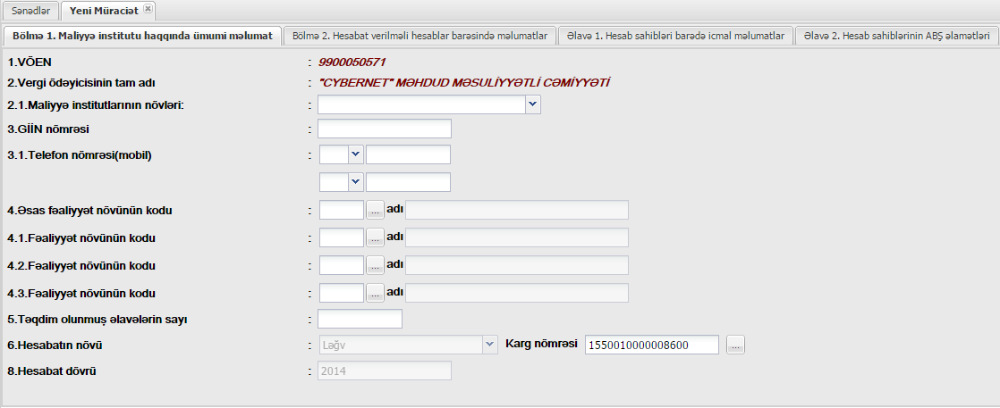 Sənədlər Yeni Müraciət
Bölmə 1. Maliyyə institutu haqqında ümumi məlumat Bölmə 2. Hesabat verilməli hesablar barəsində məlumatlar Əlavə 1. Hesab sahibləri barədə icmal məlumatlar Əlavə 2. Hesab sahiblərinin ABŞ əlamətləri
1.VÖEN : 9900050571
2.Vergi ödəyicisinin tam adı : "CYBERNET" MƏHDUD MƏSULİYYƏTLİ CƏMİYYƏTİ
2.1.Maliyyə institutlarının növləri: :
3.GİİN nömrəsi :
3.1.Telefon nömrəsi(mobil) :
4.Əsas fəaliyyət növünün kodu : ... adı
4.1.Fəaliyyət növünün kodu : ... adı
4.2.Fəaliyyət növünün kodu : ... adı
4.3.Fəaliyyət növünün kodu : ... adı
5.Təqdim olunmuş əlavələrin sayı :
6.Hesabatın növü : Ləğv Karg nömrəsi 1550010000008600 ...
8.Hesabat dövrü : 2014